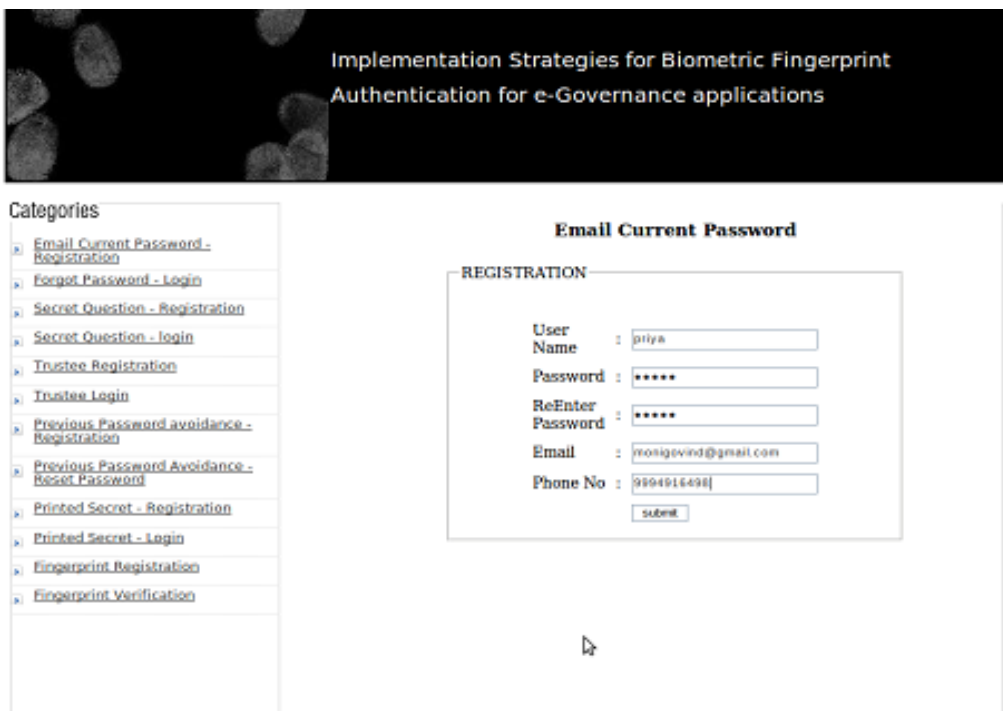 Implementation Strategies for Biometric Fingerprint
Authentication for e-Governance applications
Categories
Email Current Password -
Registration
Forgot Password - Login
Secret Question - Registration
Secret Question - login
Trustee Registration
Trustee Login
Previous Password avoidance -
Registration
Previous Password Avoidance -
Reset Password
Printed Secret - Registration
Printed Secret - Login
Fingerprint Registration
Fingerprint Verification
Email Current Password
REGISTRATION
User
Name : priya
Password : •••••
ReEnter
Password : •••••
Email : monigovind@gmail.com
Phone No : 9994916498
submit